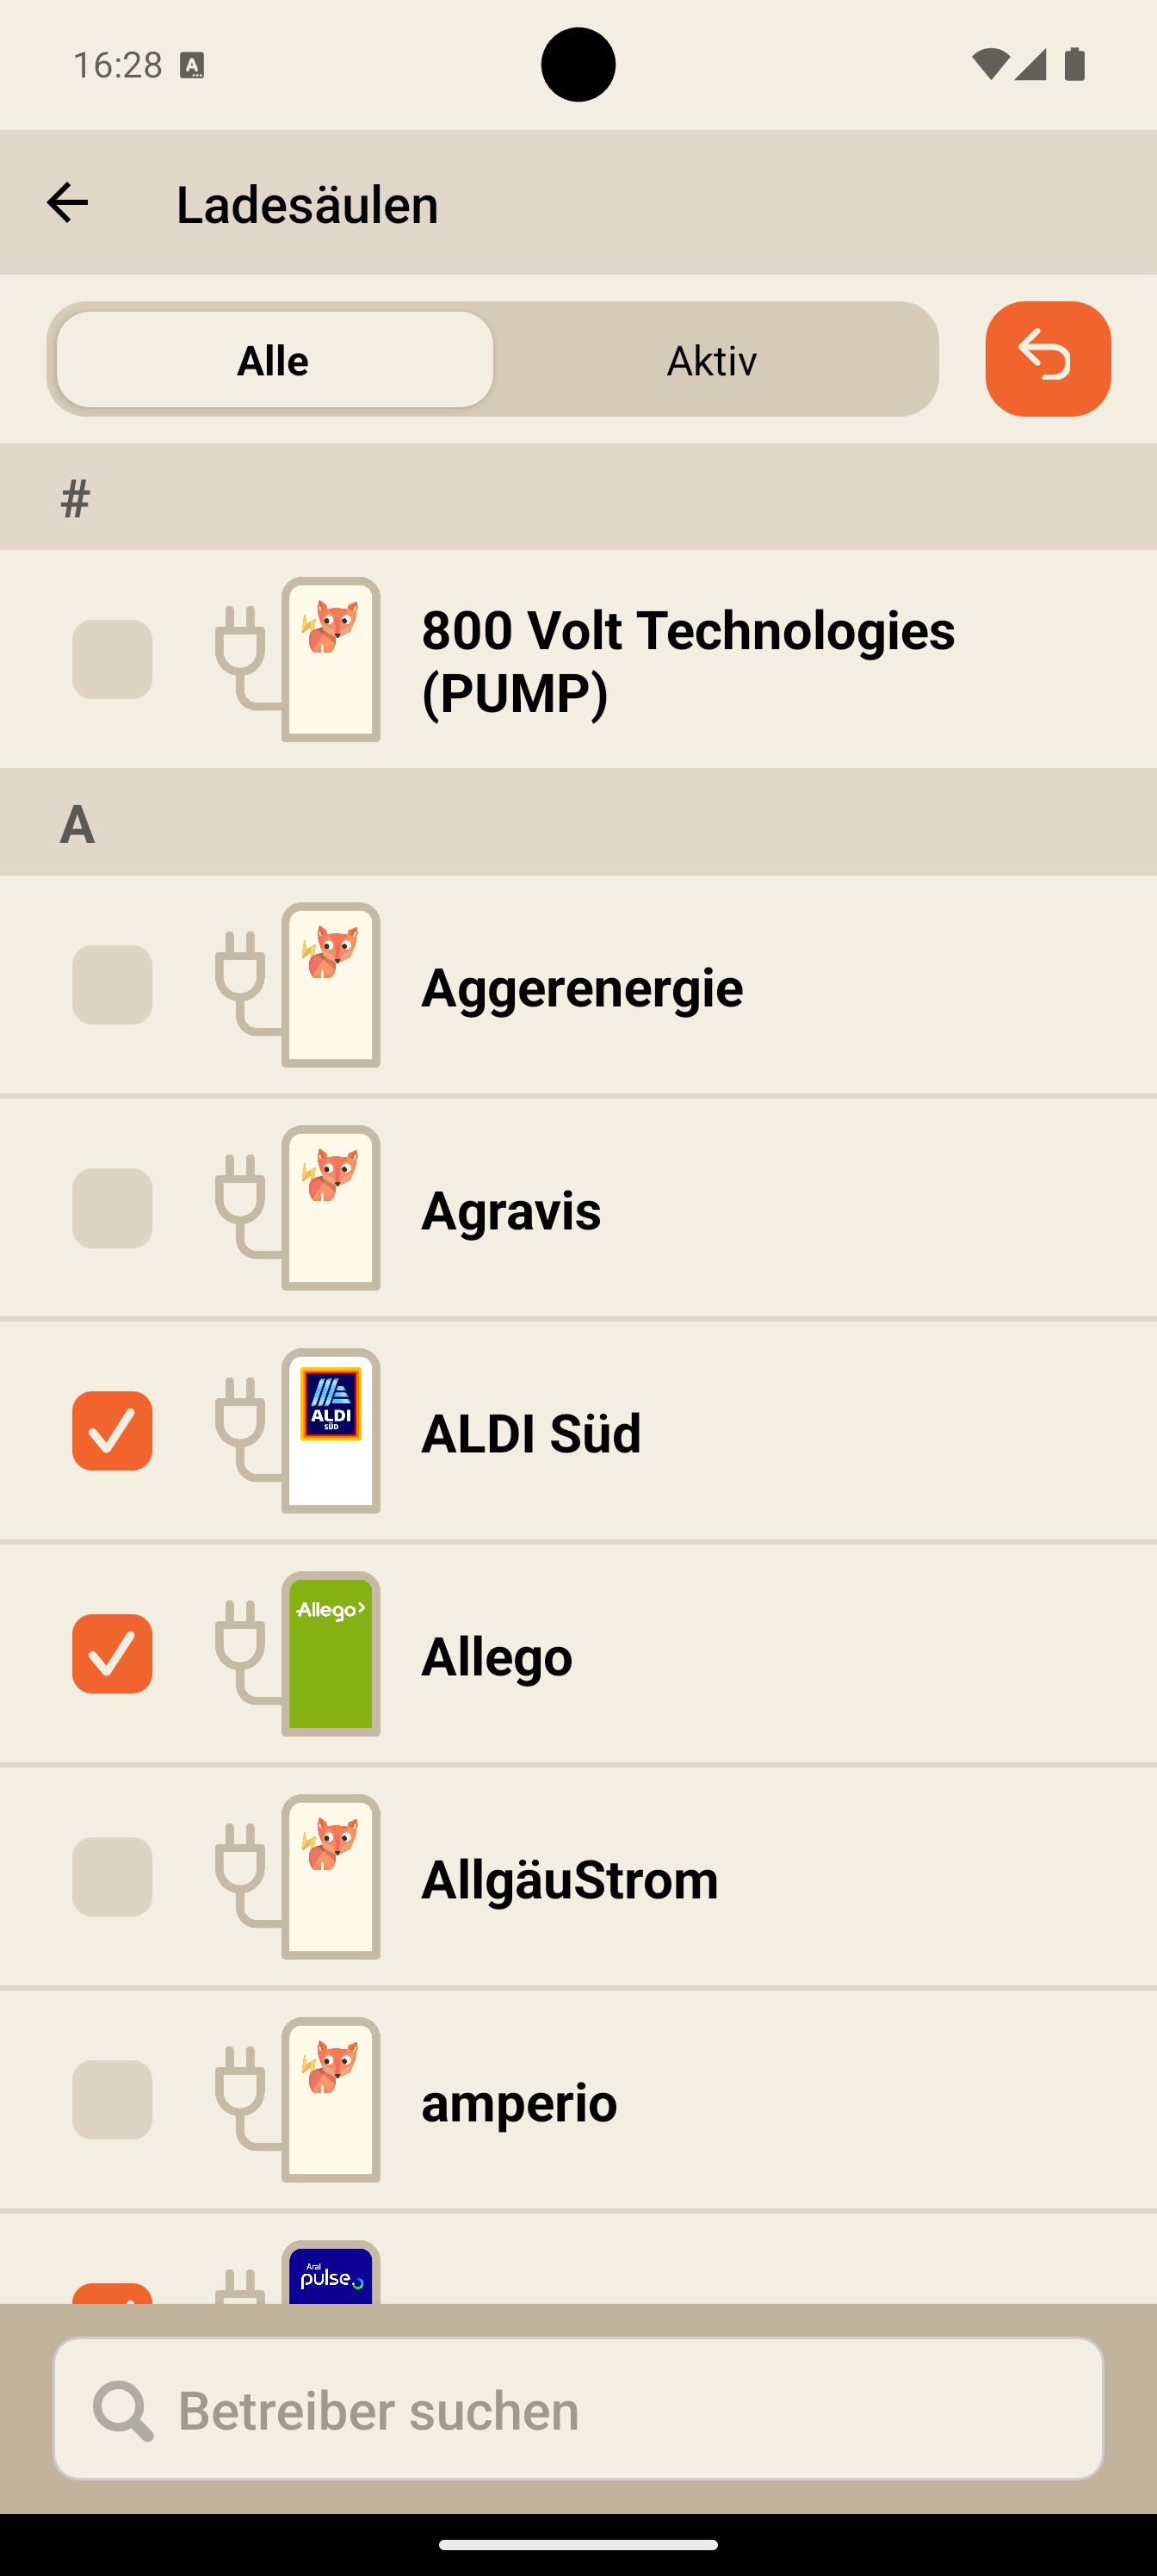 16:28
Ladesäulen
Alle
Aktiv
#
800 Volt Technologies
(PUMP)
A
Aggerenergie
Agravis
ALDI
SÜD
ALDI Süd
Allego
Allego
AllgäuStrom
amperio
Aral
pulse
Betreiber suchen